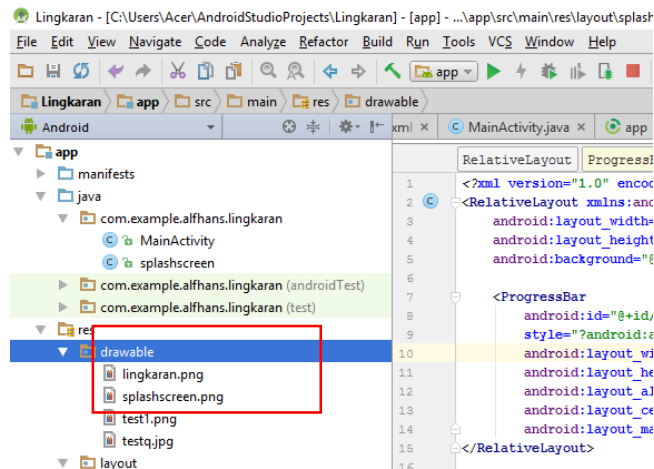 Lingkaran - [C:\Users\Acer\AndroidStudioProjects\Lingkaran] - [app] - ...\app\src\main\res\layout\splash
File Edit View Navigate Code Analyze Refactor Build Run Tools VCS Window Help
app
Lingkaran app src main res drawable
Android
xml MainActivity.java app
app
manifests
java
com.example.alfhans.lingkaran
MainActivity
splashscreen
com.example.alfhans.lingkaran (androidTest)
com.example.alfhans.lingkaran (test)
res
drawable
lingkaran.png
splashscreen.png
test1.png
testq.jpg
layout
RelativeLayout ProgressB
1 <?xml version="1.0" encod
2 <RelativeLayout xmlns:and
3 android:layout_width=
4 android:layout_height
5 android:background="@
6
7 <ProgressBar
8 android:id="@+id/
9 style="?android:a
10 android:layout_wi
11 android:layout_he
12 android:layout_al
13 android:layout_ce
14 android:layout_ma
15 </RelativeLayout>
16